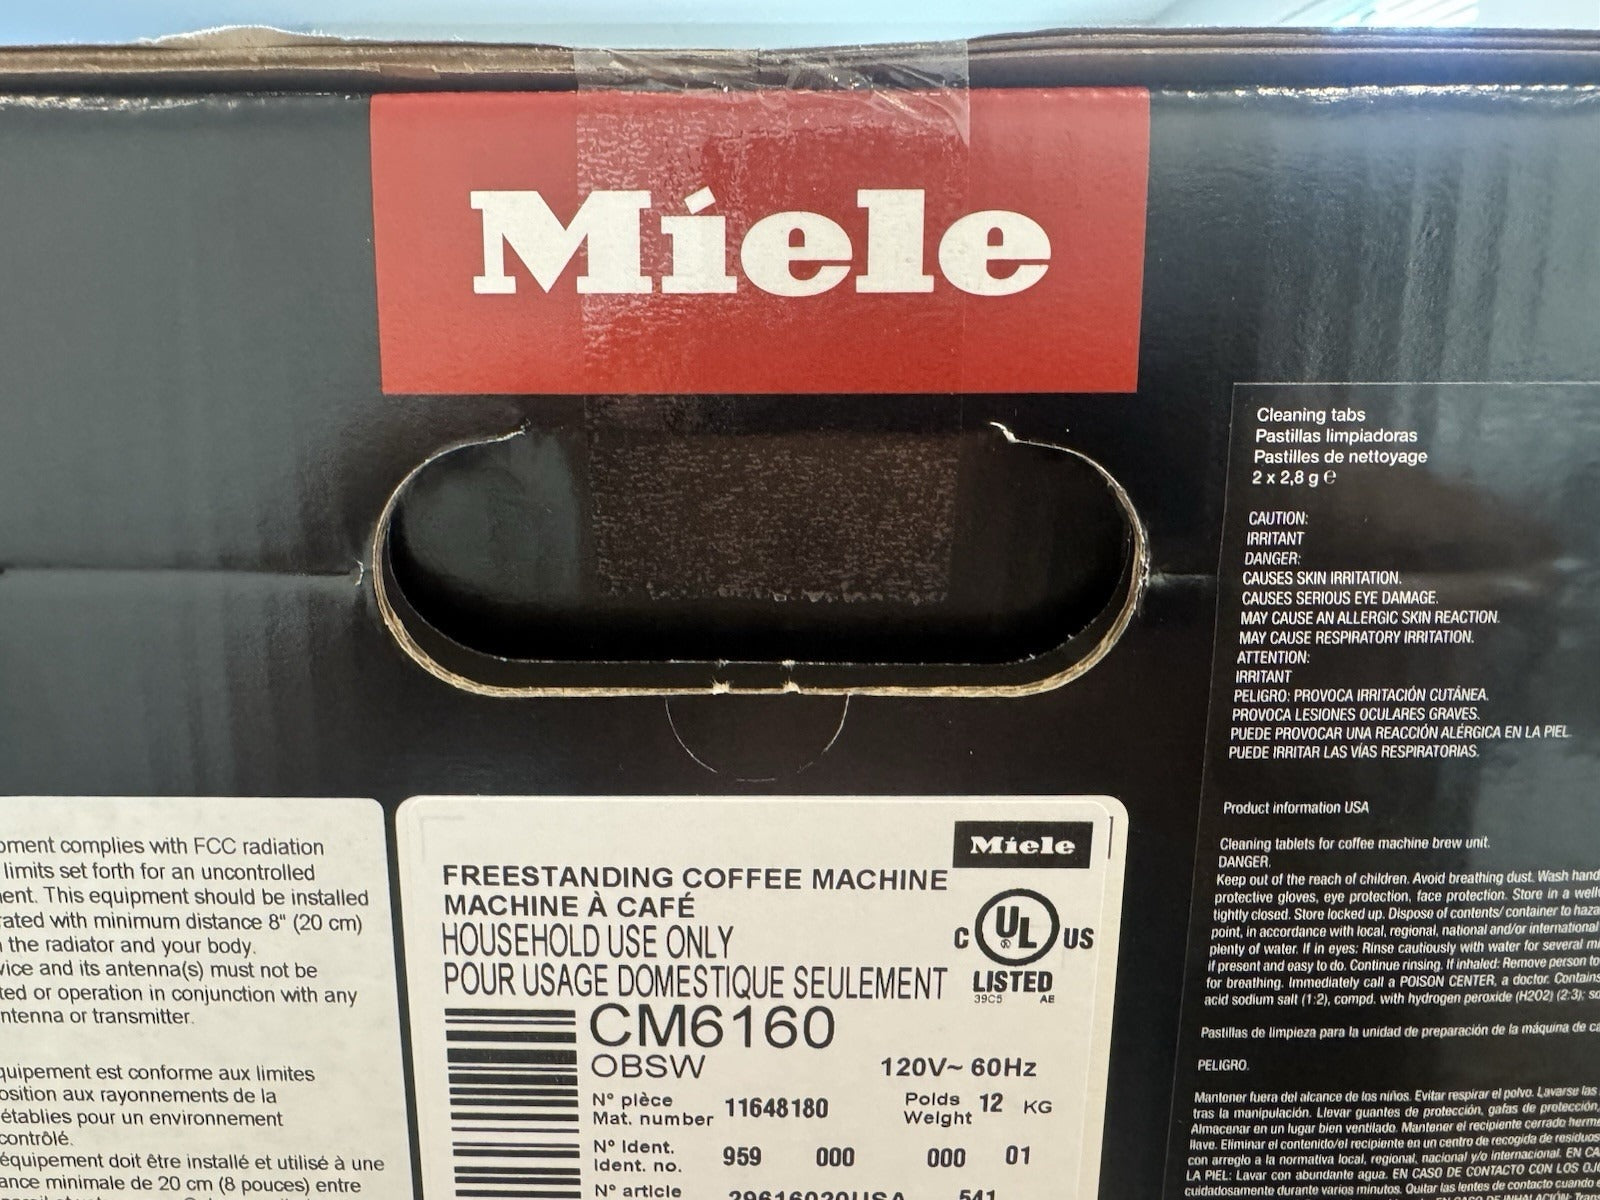 Miele
Cleaning tabs
Pastillas limpiadoras
Pastilles de nettoyage
2 x 2,8 g ℮
CAUTION:
IRRITANT
DANGER:
CAUSES SKIN IRRITATION.
CAUSES SERIOUS EYE DAMAGE.
MAY CAUSE AN ALLERGIC SKIN REACTION.
MAY CAUSE RESPIRATORY IRRITATION.
ATTENTION:
IRRITANT
PELIGRO: PROVOCA IRRITACIÓN CUTÁNEA.
PROVOCA LESIONES OCULARES GRAVES.
PUEDE PROVOCAR UNA REACCIÓN ALÉRGICA EN LA PIEL.
PUEDE IRRITAR LAS VÍAS RESPIRATORIAS.
Product information USA
Cleaning tablets for coffee machine brew unit.
DANGER.
Keep out of the reach of children. Avoid breathing dust. Wash hand
protective gloves, eye protection, face protection. Store in a well
tightly closed. Store locked up. Dispose of contents/container to haza
point, in accordance with local, regional, national and/or international
plenty of water. If in eyes: Rinse cautiously with water for several
if present and easy to do. Continue rinsing. If inhaled: Remove person to
for breathing. Immediately call a POISON CENTER, a doctor. Contains
acid sodium salt (1:2), compd. with hydrogen peroxide (H2O2) (2:3);
Pastillas de limpieza para la unidad de preparación de la máquina de
PELIGRO.
Mantener fuera del alcance de los niños. Evitar respirar el polvo. Lavarse las
tras la manipulación. Llevar guantes de protección, gafas de protección,
Almacenar en un lugar bien ventilado. Mantener el recipiente cerrado
llave. Eliminar el contenido/el recipiente en un centro de recogida de residuos
con arreglo a la normativa local, regional, nacional y/o internacional. EN
LA PIEL: Lavar con abundante agua. EN CASO DE CONTACTO CON LOS
cuidadosamente durante varios minutos. Quitar las lentes de contacto cuando
oment complies with FCC radiation
limits set forth for an uncontrolled
ent. This equipment should be installed
rated with minimum distance 8" (20 cm)
the radiator and your body.
vice and its antenna(s) must not be
ted or operation in conjunction with any
ntenna or transmitter.
quipement est conforme aux limites
osition aux rayonnements de la
établies pour un environnement
contrôlé.
équipement doit être installé et utilisé à une
ance minimale de 20 cm (8 pouces) entre
Miele
FREESTANDING COFFEE MACHINE
MACHINE À CAFÉ
HOUSEHOLD USE ONLY
POUR USAGE DOMESTIQUE SEULEMENT
C UL ® US
LISTED
39C5 AE
CM6160
OBSW 120V~ 60Hz
N° pièce
Mat. number 11648180
Poids
Weight 12 KG
N° Ident.
Ident. no. 959 000 000 01
N° article 29616020USA 541